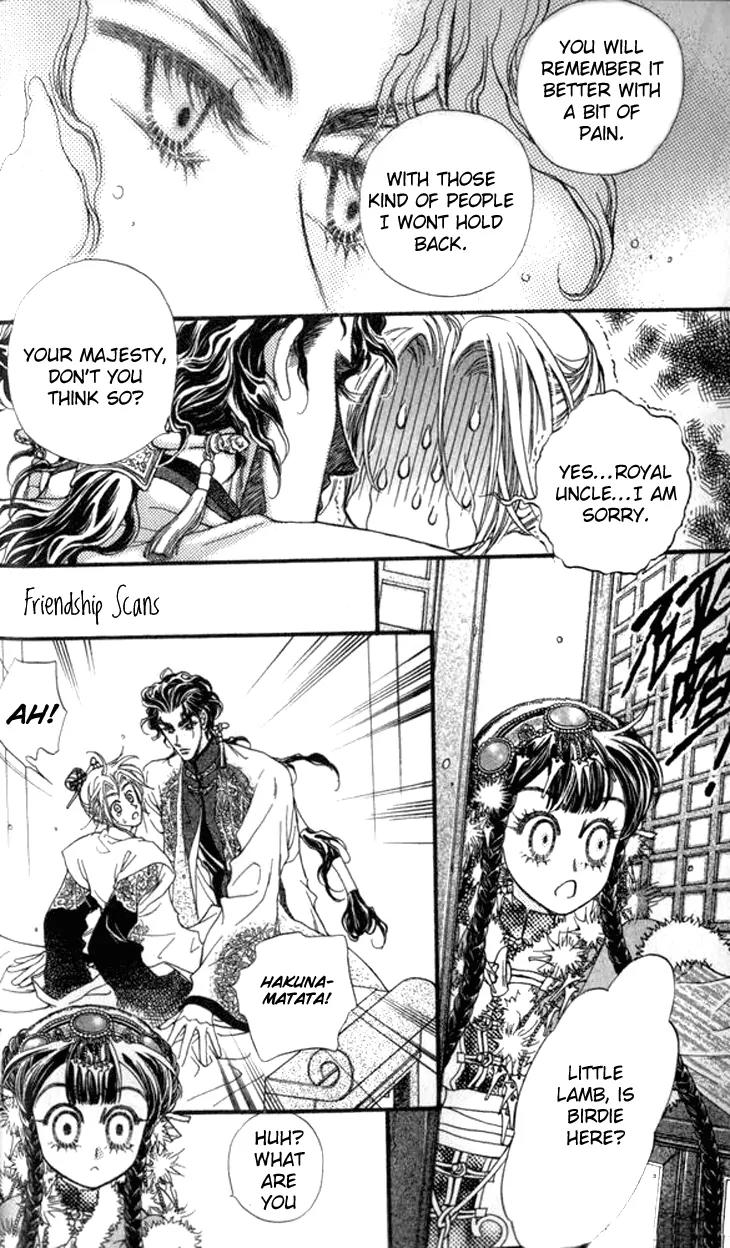 YOU WILL
REMEMBER IT
BETTER WITH
A BIT OF
PAIN.
WITH THOSE
KIND OF PEOPLE
I WONT HOLD
BACK.
YOUR MAJESTY,
DON'T YOU
THINK SO?
YES...ROYAL
UNCLE...I AM
SORRY.
Friendship Scans
LITTLE
LAMB, IS
BIRDIE
HERE?
AH!
HAKUNA-
MATATA!
HUH?
WHAT
ARE
YOU